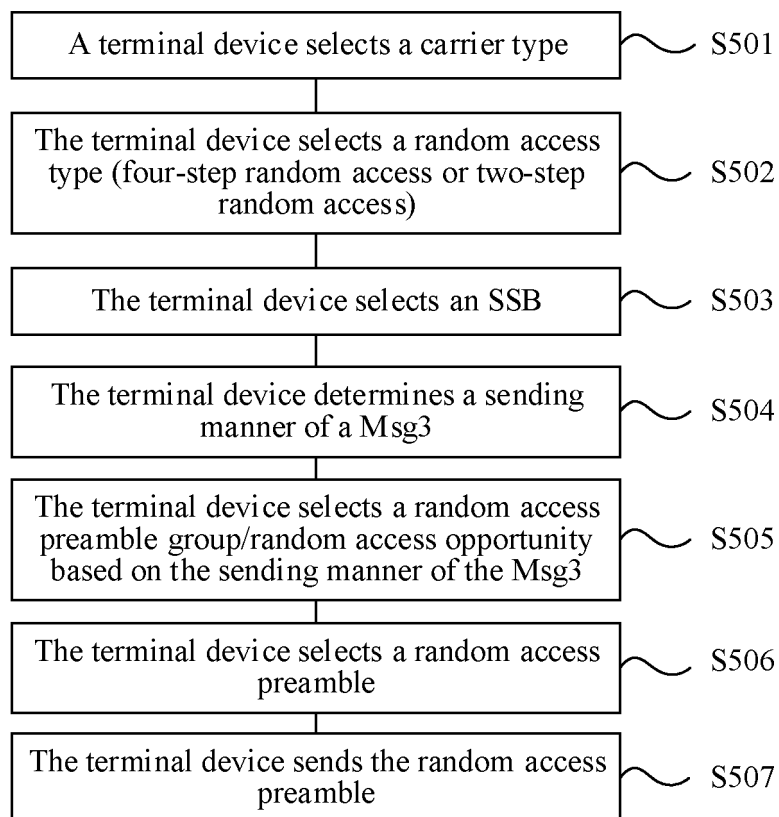 A terminal device selects a carrier type
S501
The terminal device selects a random access
type (four-step random access or two-step
random access)
S502
The terminal device selects an SSB
S503
The terminal device determines a sending
manner of a Msg3
S504
The terminal device selects a random access
preamble group/random access opportunity
based on the sending manner of the Msg3
S505
The terminal device selects a random access
preamble
S506
The terminal device sends the random access
preamble
S507